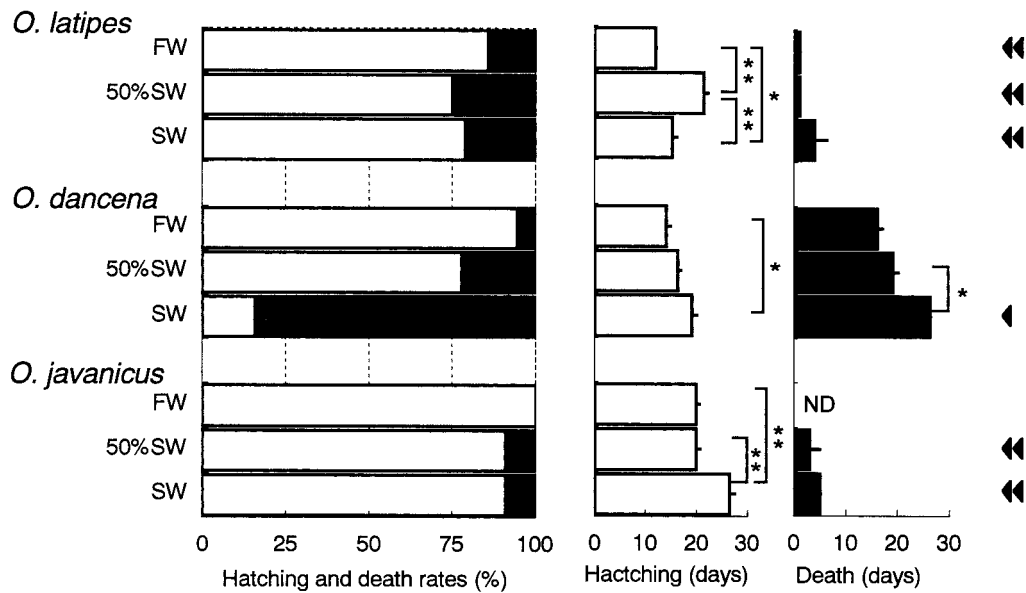 O. latipes
FW
50%SW
SW
* *
* *
*
O. dancena
FW
50%SW
SW
*
*
O. javanicus
FW
50%SW
SW
ND
* *
* *
0 25 50 75 100
0 10 20 30
0 10 20 30
Hatching and death rates (%)
Hactching (days)
Death (days)